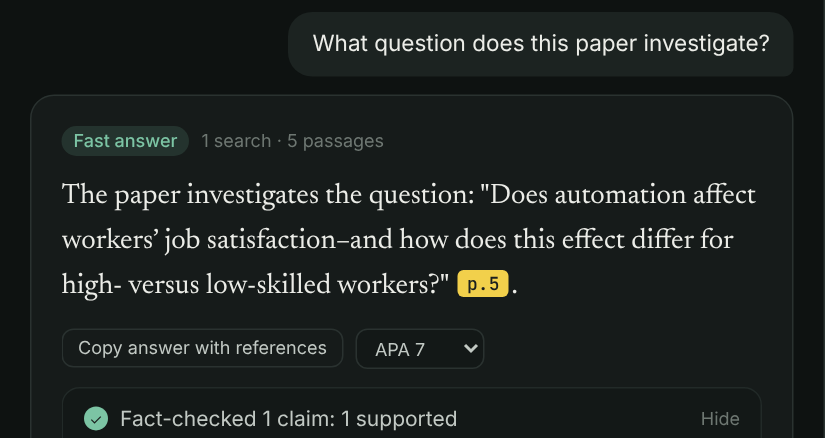 What question does this paper investigate?
Fast answer 1 search · 5 passages
The paper investigates the question: "Does automation affect
workers’ job satisfaction–and how does this effect differ for
high- versus low-skilled workers?" p.5.
Copy answer with references APA 7
Fact-checked 1 claim: 1 supported Hide